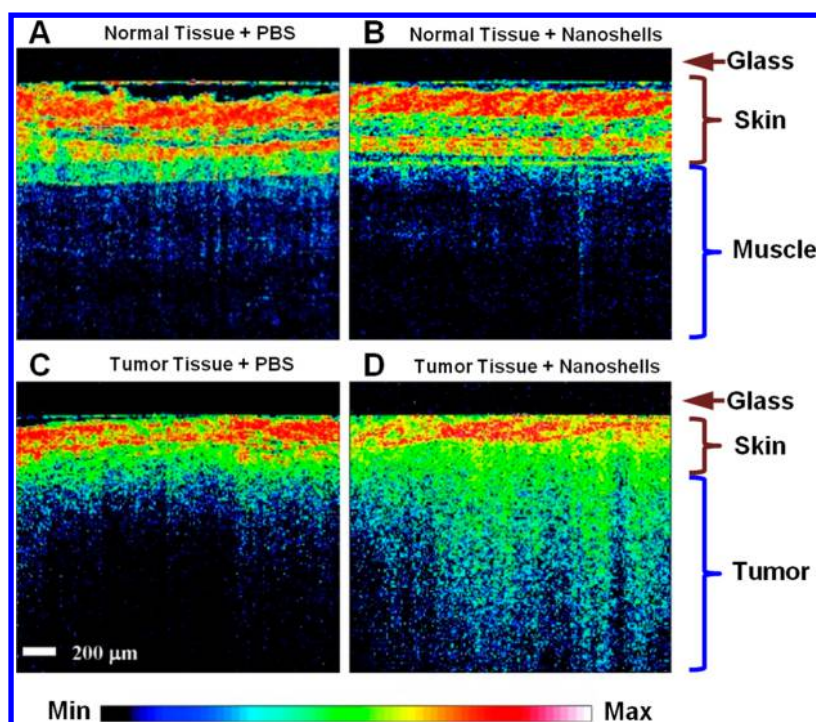 A Normal Tissue + PBS
B Normal Tissue + Nanoshells
Glass
Skin
Muscle
C Tumor Tissue + PBS
D Tumor Tissue + Nanoshells
Glass
Skin
Tumor
200 μm
Min Max